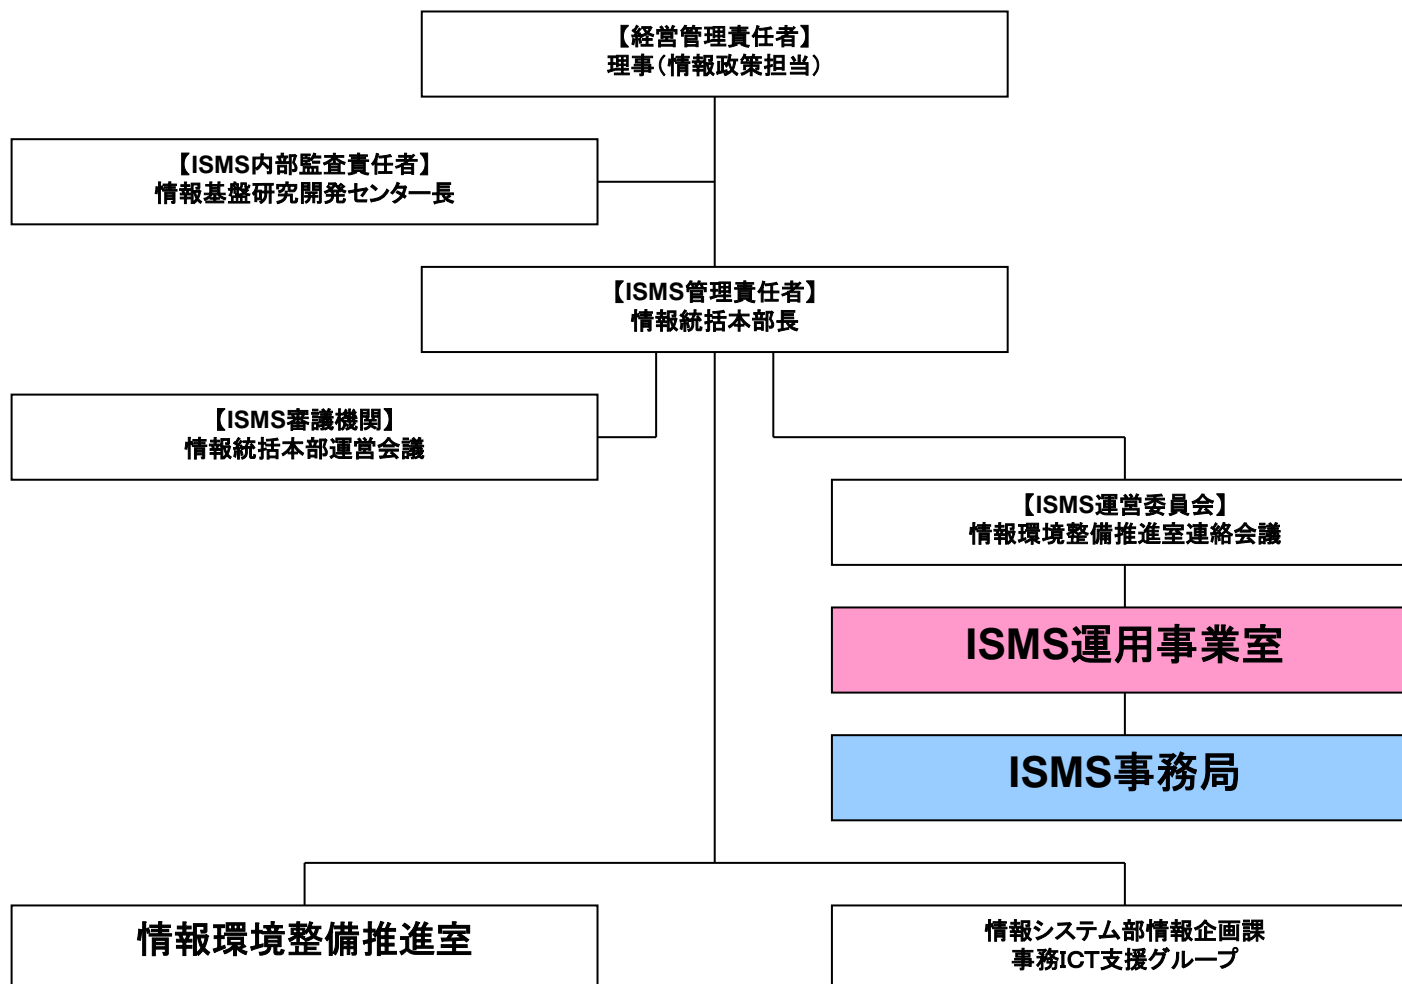 【経営管理責任者】
理事（情報政策担当）
【ISMS内部監査責任者】
情報基盤研究開発センター長
【ISMS管理責任者】
情報統括本部長
【ISMS審議機関】
情報統括本部運営会議
【ISMS運営委員会】
情報環境整備推進室連絡会議
ISMS運用事業室
ISMS事務局
情報環境整備推進室
情報システム部情報企画課
事務ICT支援グループ